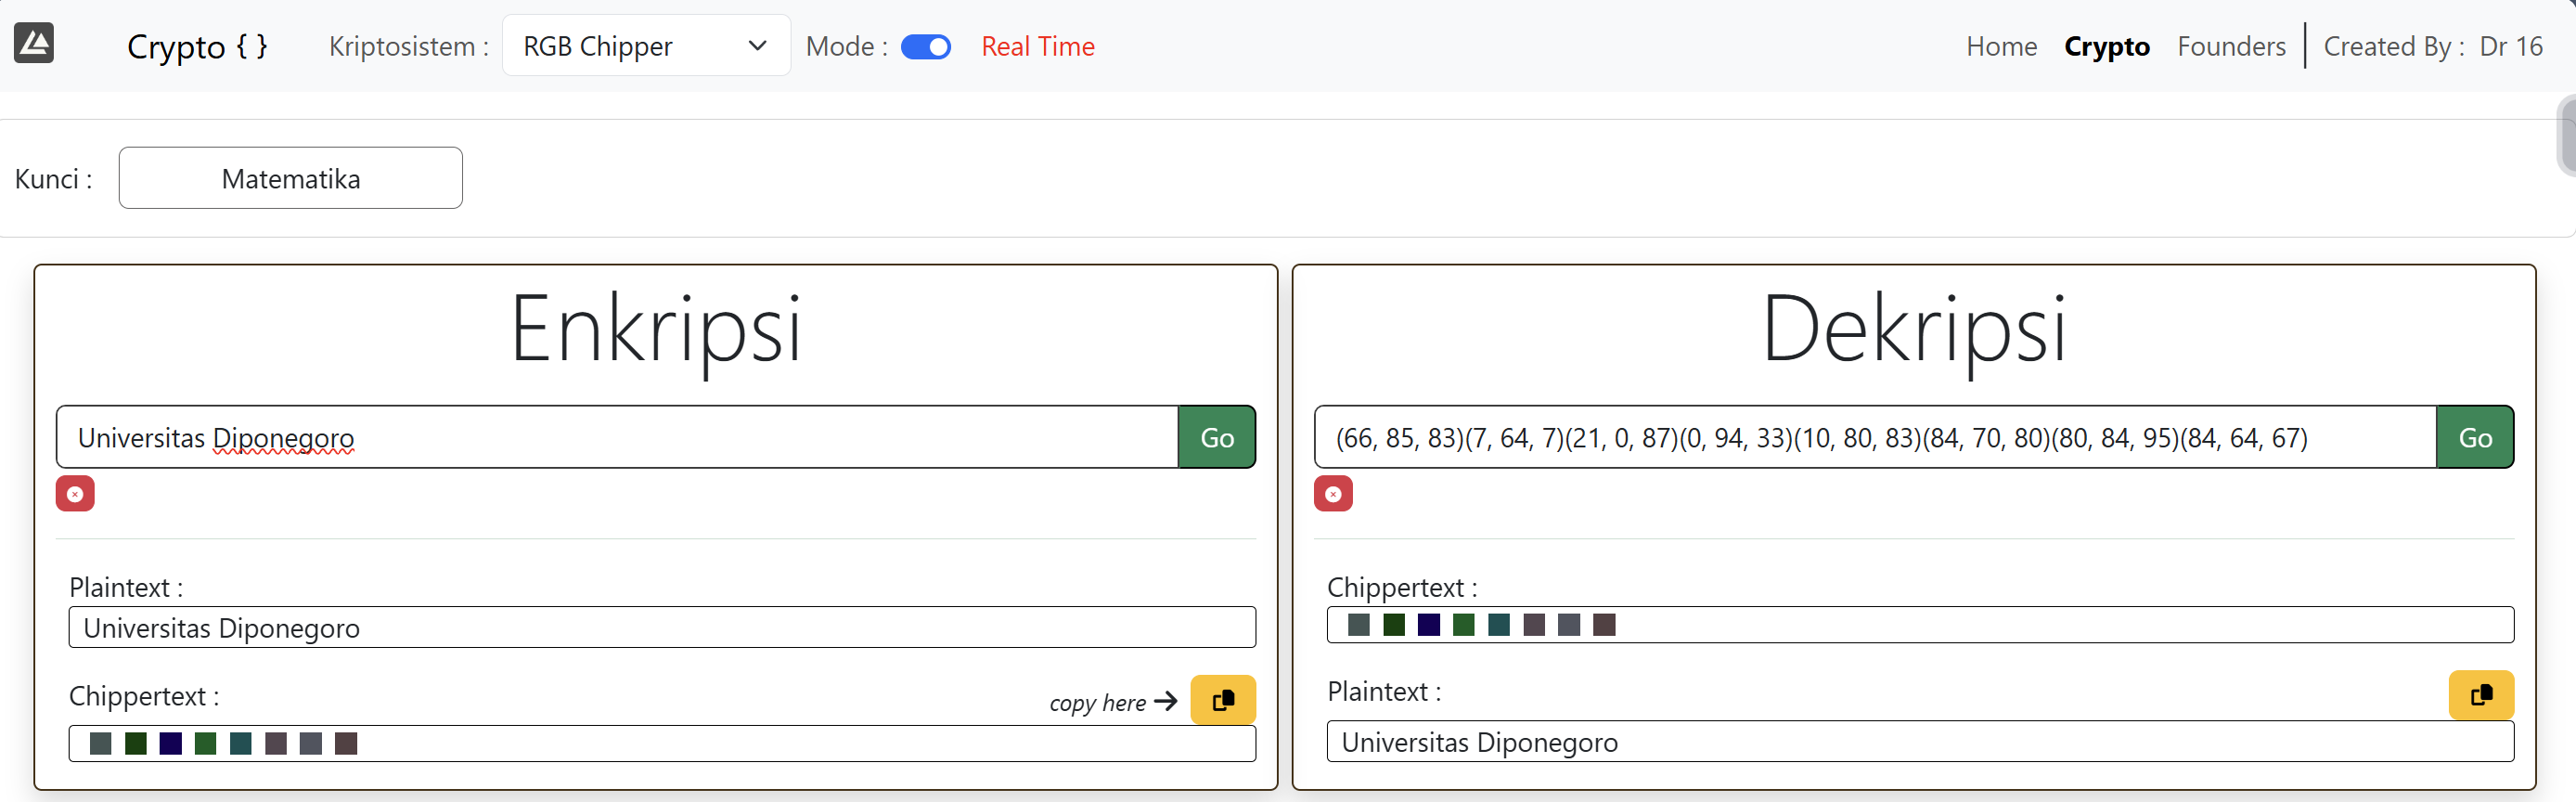 Crypto { }
Kriptosistem : RGB Chipper Mode : Real Time
Home Crypto Founders Created By : Dr 16
Kunci : Matematika
Enkripsi
Universitas Diponegoro Go
Plaintext :
Universitas Diponegoro
Chippertext :
copy here →
Dekripsi
(66, 85, 83)(7, 64, 7)(21, 0, 87)(0, 94, 33)(10, 80, 83)(84, 70, 80)(80, 84, 95)(84, 64, 67) Go
Chippertext :
Plaintext :
Universitas Diponegoro